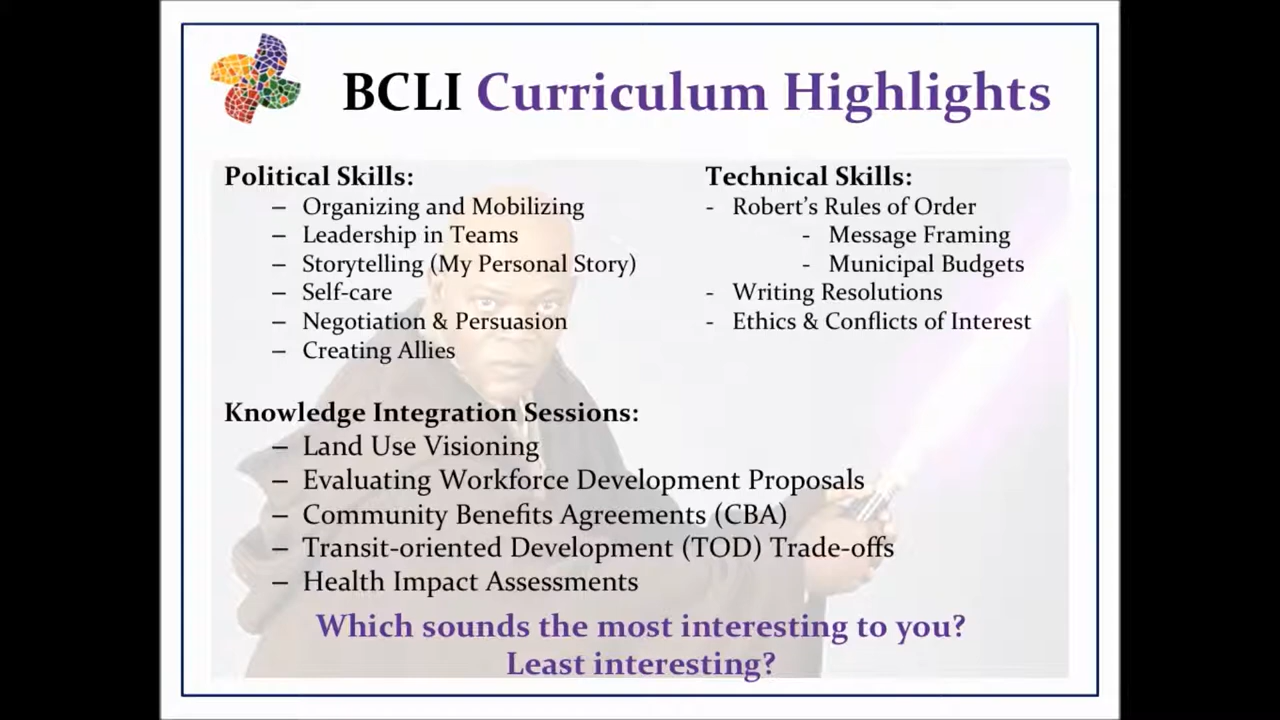 BCLI Curriculum Highlights
Political Skills:
– Organizing and Mobilizing
– Leadership in Teams
– Storytelling (My Personal Story)
– Self-care
– Negotiation & Persuasion
– Creating Allies
Technical Skills:
- Robert’s Rules of Order
- Message Framing
- Municipal Budgets
- Writing Resolutions
- Ethics & Conflicts of Interest
Knowledge Integration Sessions:
– Land Use Visioning
– Evaluating Workforce Development Proposals
– Community Benefits Agreements (CBA)
– Transit-oriented Development (TOD) Trade-offs
– Health Impact Assessments
Which sounds the most interesting to you?
Least interesting?